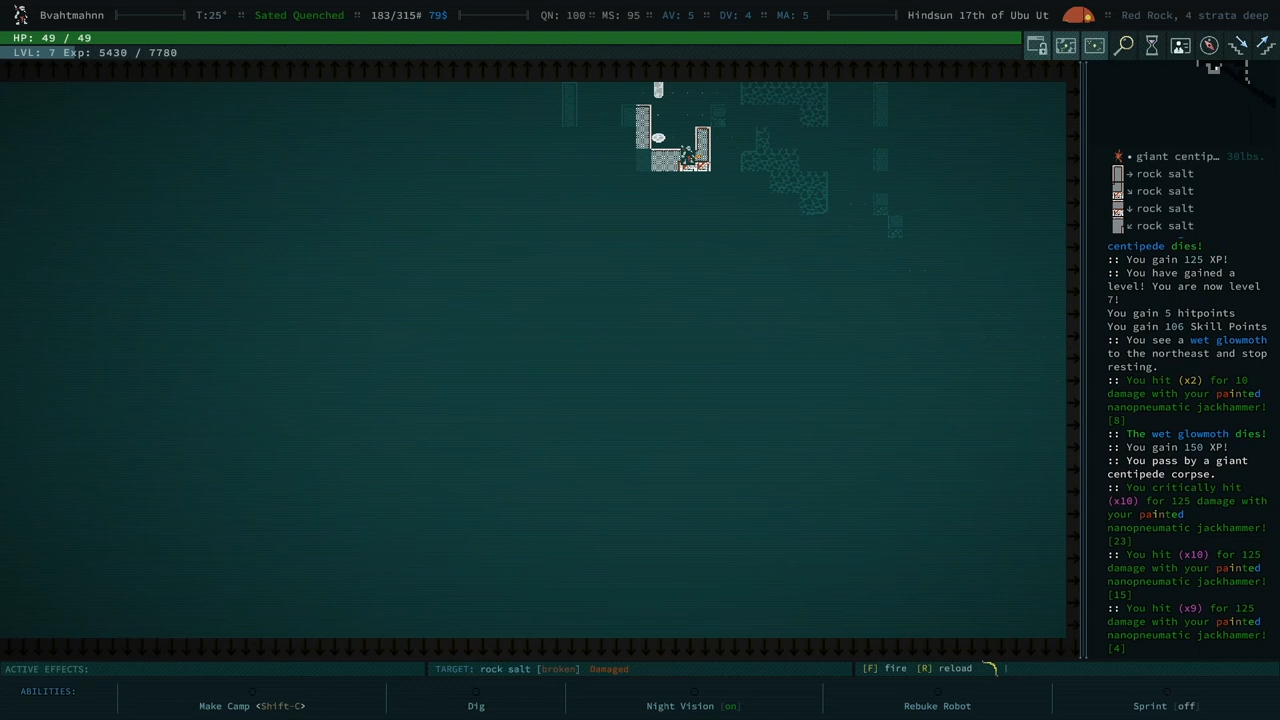 Bvahtmahnn T:25° Sated Quenched 183/315# 79$ QN: 100 MS: 95 AV: 5 DV: 4 MA: 5 Hindsun 17th of Ubu Ut Red Rock, 4 strata deep
HP: 49 / 49
LVL: 7 Exp: 5430 / 7780
giant centip… 30lbs.
rock salt
rock salt
rock salt
rock salt
centipede dies!
:: You gain 125 XP!
:: You have gained a
level! You are now level
7!
You gain 5 hitpoints
You gain 106 Skill Points
:: You see a wet glowmoth
to the northeast and stop
resting.
:: You hit (x2) for 10
damage with your painted
nanopneumatic jackhammer!
[8]
:: The wet glowmoth dies!
:: You gain 150 XP!
:: You pass by a giant
centipede corpse.
:: You critically hit
(x10) for 125 damage with
your painted
nanopneumatic jackhammer!
[23]
:: You hit (x10) for 125
damage with your painted
nanopneumatic jackhammer!
[15]
:: You hit (x9) for 125
damage with your painted
nanopneumatic jackhammer!
[4]
ACTIVE EFFECTS: TARGET: rock salt [broken] Damaged [F] fire [R] reload
ABILITIES: Make Camp <Shift-C> Dig Night Vision [on] Rebuke Robot Sprint [off]